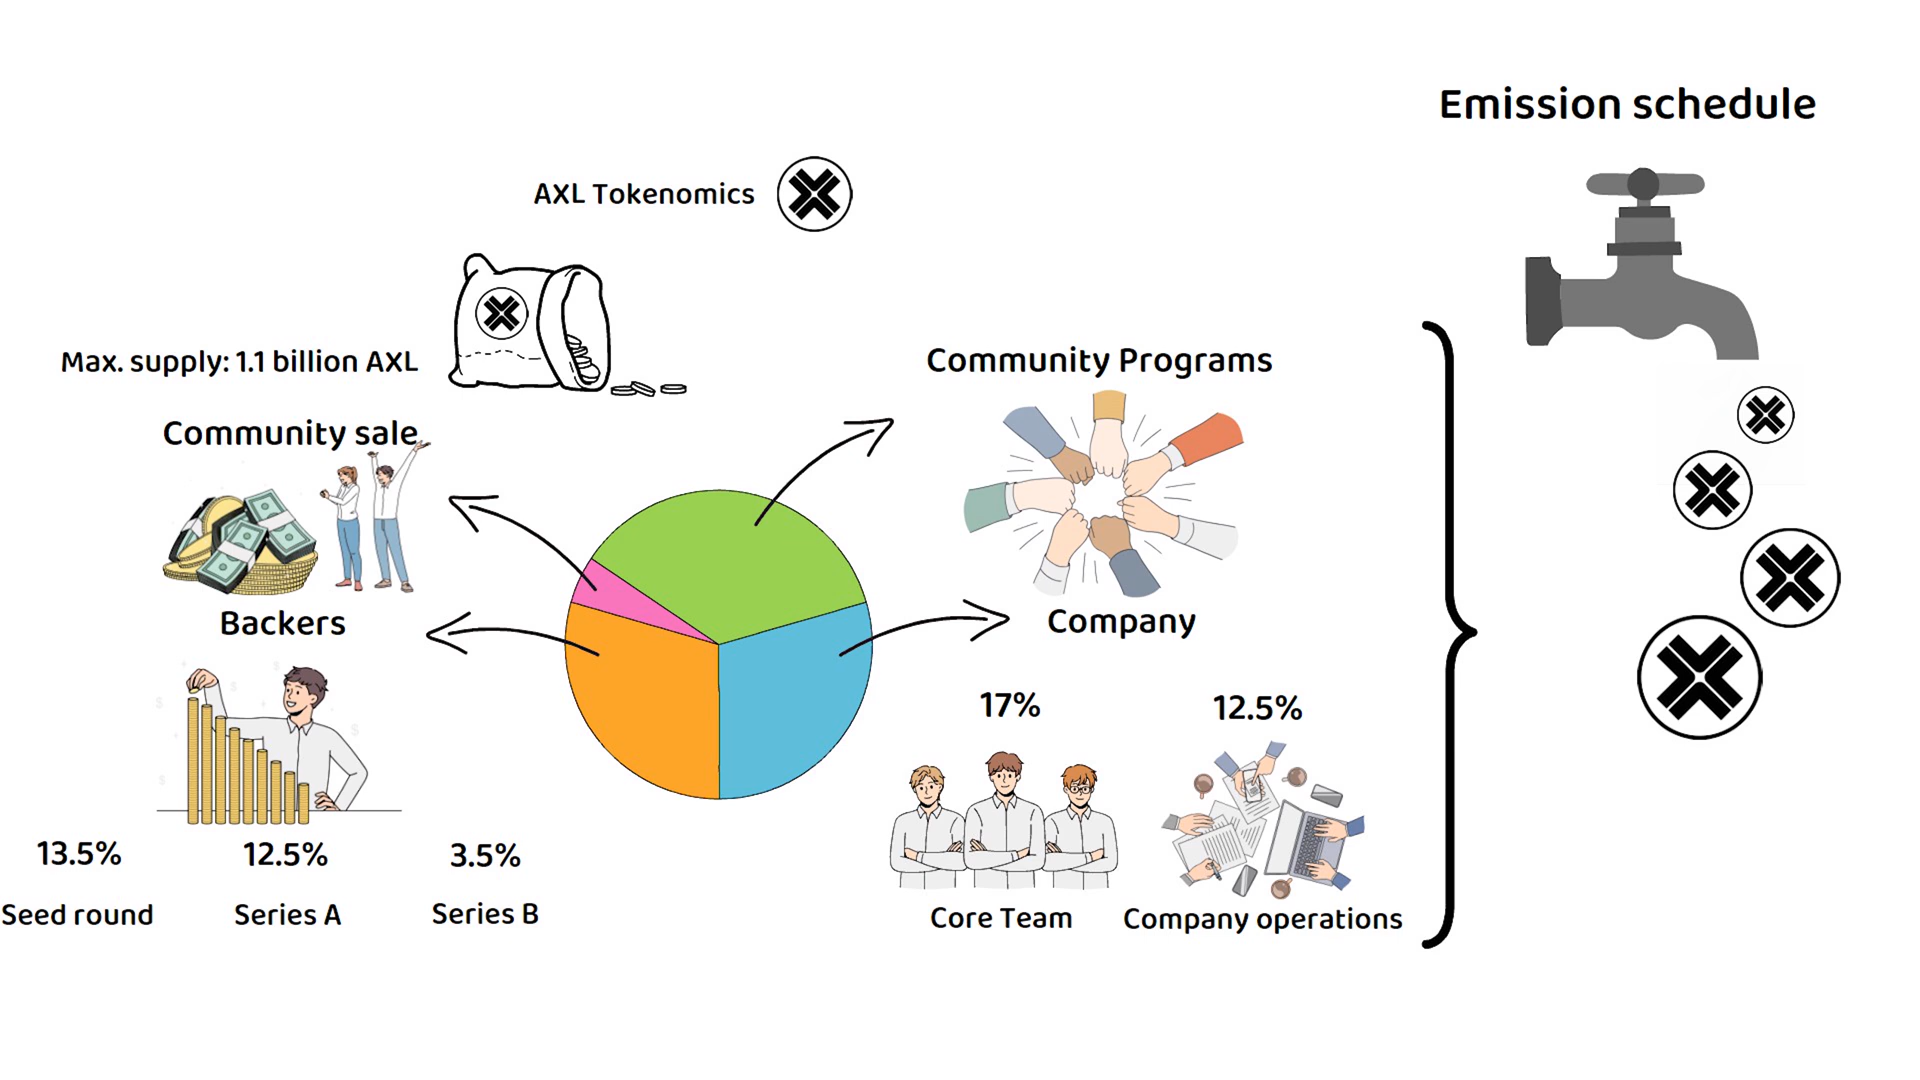 Emission schedule
AXL Tokenomics
Max. supply: 1.1 billion AXL
Community sale
Backers
13.5%
12.5%
3.5%
Seed round
Series A
Series B
Community Programs
Company
17%
12.5%
Core Team
Company operations